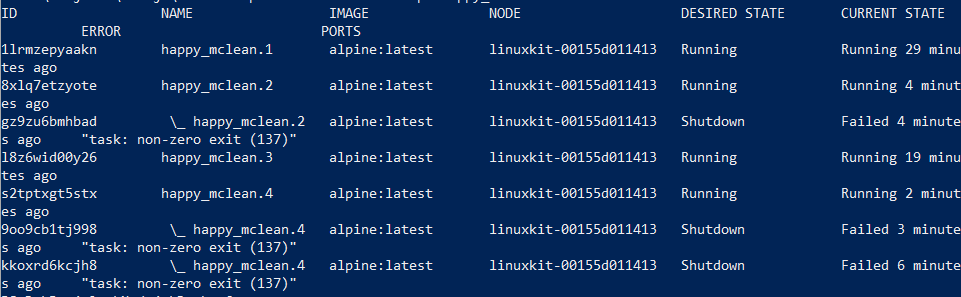 ID NAME IMAGE NODE DESIRED STATE CURRENT STATE
ERROR PORTS
1lrmzepyaakn happy_mclean.1 alpine:latest linuxkit-00155d011413 Running Running 29 minu
tes ago
8xlq7etzyote happy_mclean.2 alpine:latest linuxkit-00155d011413 Running Running 4 minut
es ago
gz9zu6bmhbad \_ happy_mclean.2 alpine:latest linuxkit-00155d011413 Shutdown Failed 4 minute
s ago "task: non-zero exit (137)"
l8z6wid00y26 happy_mclean.3 alpine:latest linuxkit-00155d011413 Running Running 19 minu
tes ago
s2tptxgt5stx happy_mclean.4 alpine:latest linuxkit-00155d011413 Running Running 2 minut
es ago
9oo9cb1tj998 \_ happy_mclean.4 alpine:latest linuxkit-00155d011413 Shutdown Failed 3 minute
s ago "task: non-zero exit (137)"
kkoxrd6kcjh8 \_ happy_mclean.4 alpine:latest linuxkit-00155d011413 Shutdown Failed 6 minute
s ago "task: non-zero exit (137)"